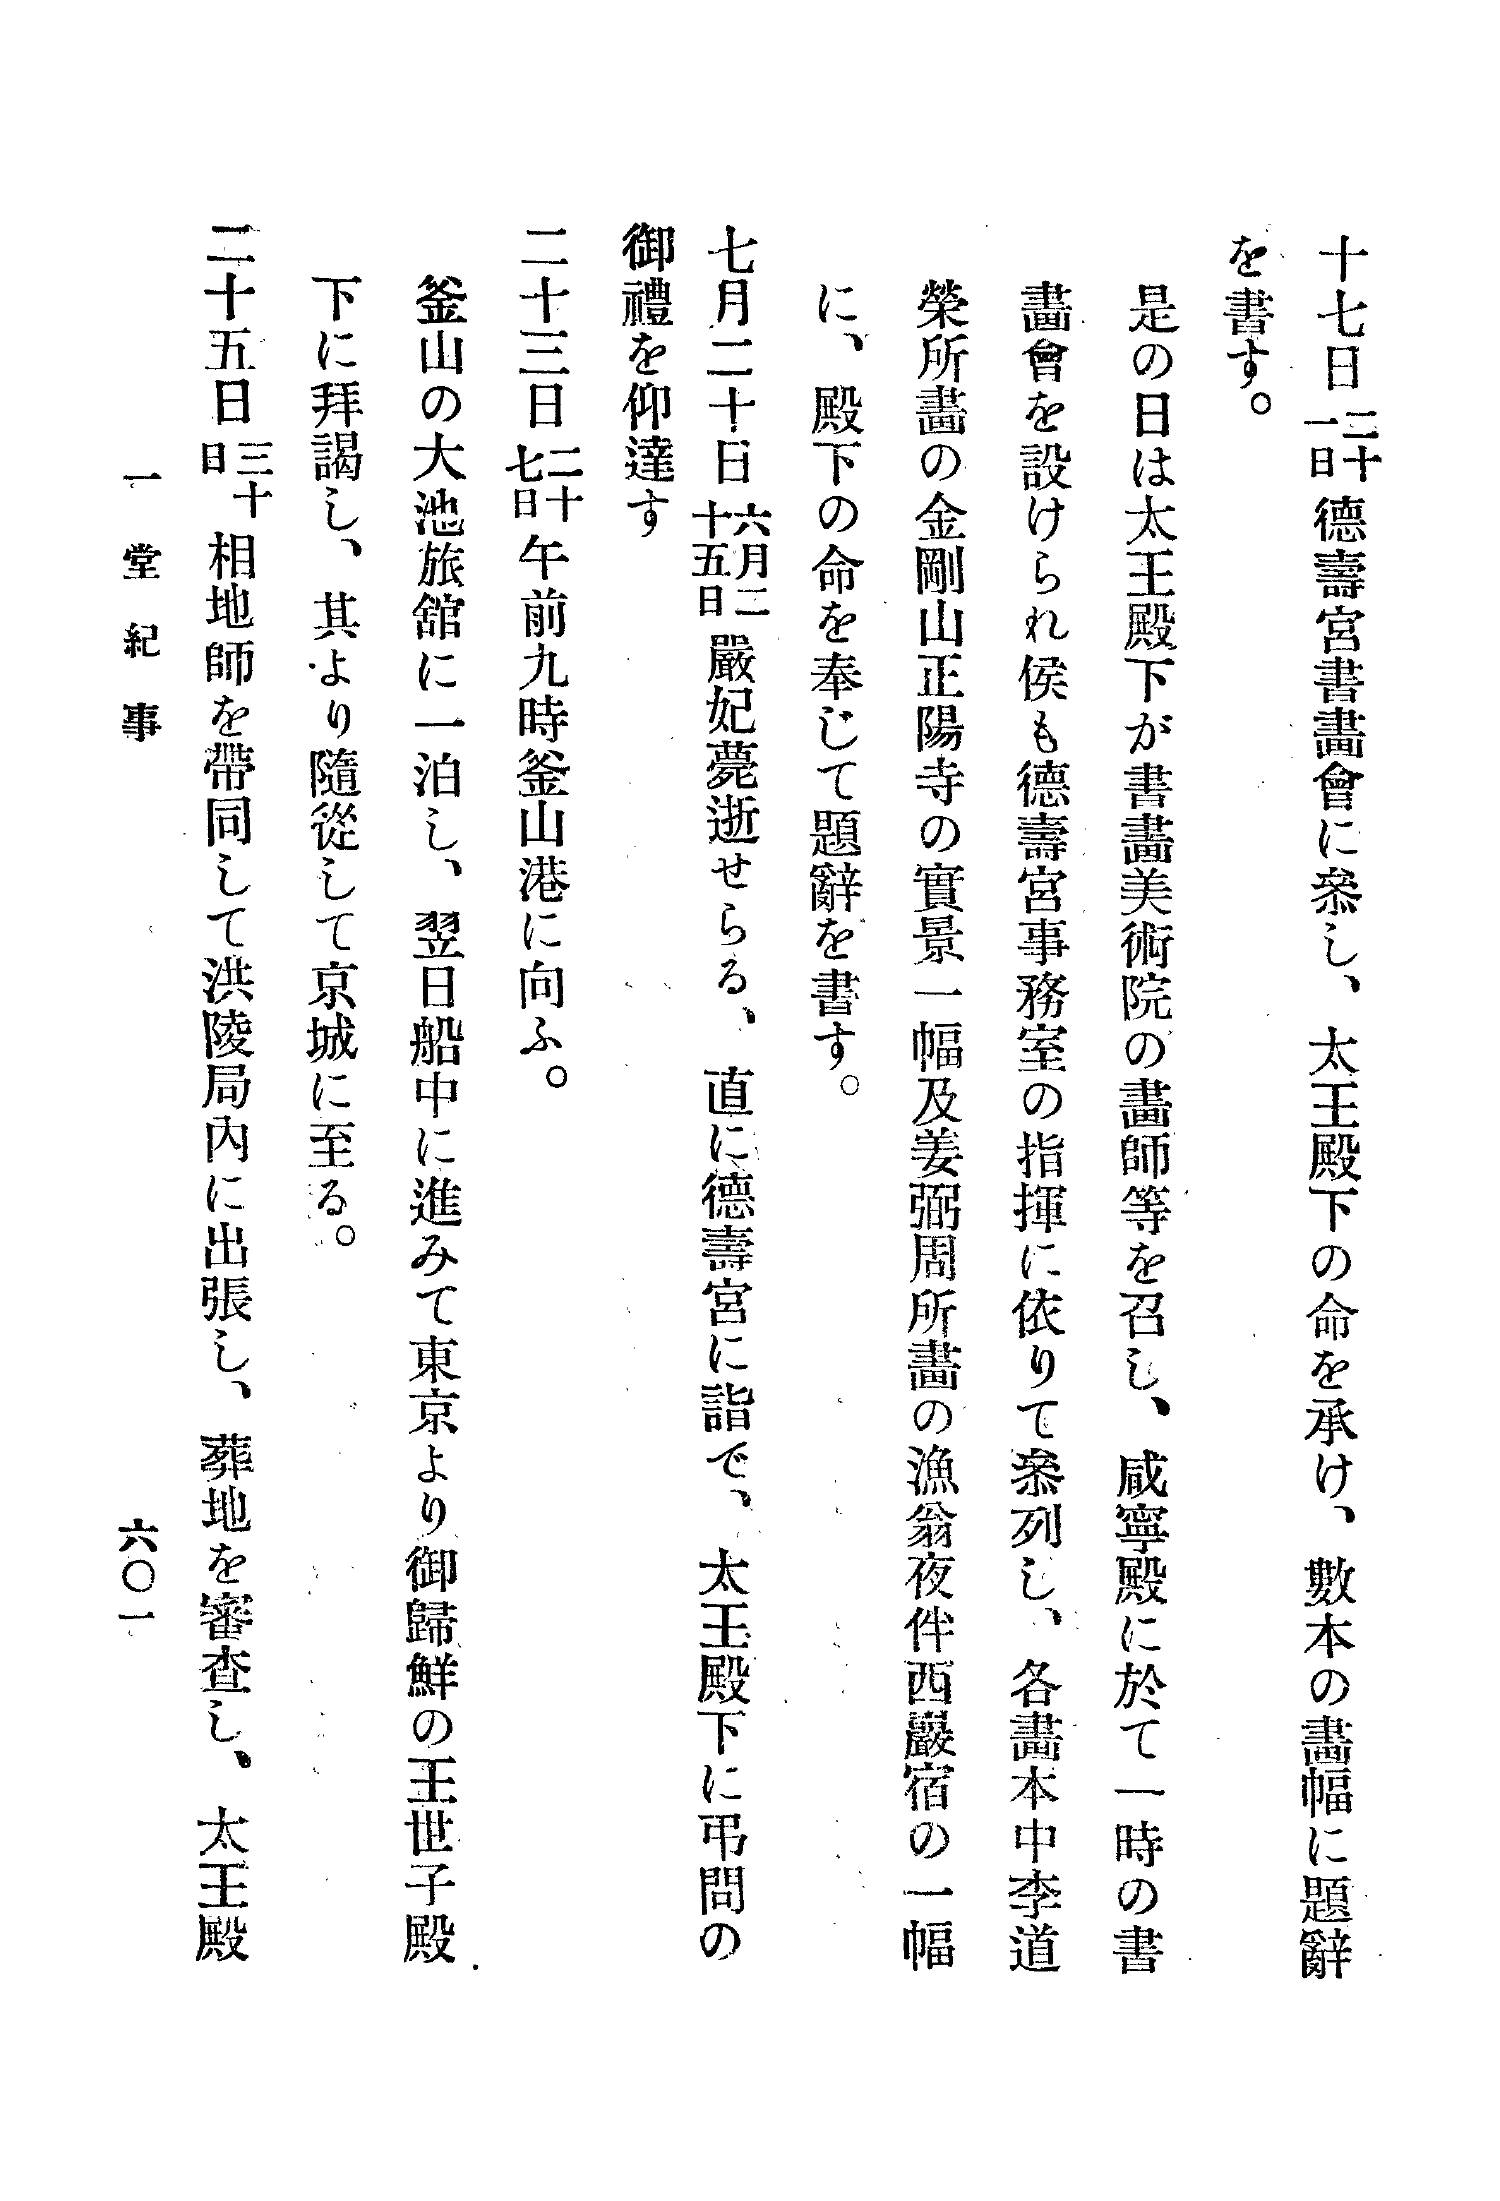 十七日二十一日德壽宮書畫會に叅し、太王殿下の命を承け、數本の畫幅に題辭
を書す。
是の日は太王殿下が書畫美術院の畫師等を召し、咸寧殿に於て一時の書
畫會を設けられ侯も德壽宮事務室の指揮に依りて叅列し、各畫本中李道
榮所畫の金剛山正陽寺の實景一幅及姜弼周所畫の漁翁夜伴西巖宿の一幅
に、殿下の命を奉じて題辭を書す。
七月二十日六月二十五日嚴妃薨逝せらる、直に德壽宮に詣で、太王殿下に弔問の
御禮を仰達す
二十三日二十七日午前九時釜山港に向ふ。
釜山の大池旅舘に一泊し、翌日船中に進みて東京より御歸鮮の王世子殿
下に拜謁し、其より隨從して京城に至る。
二十五日三十日相地師を帶同して洪陵局內に出張し、葬地を審査し、太王殿
一堂紀事
六〇一